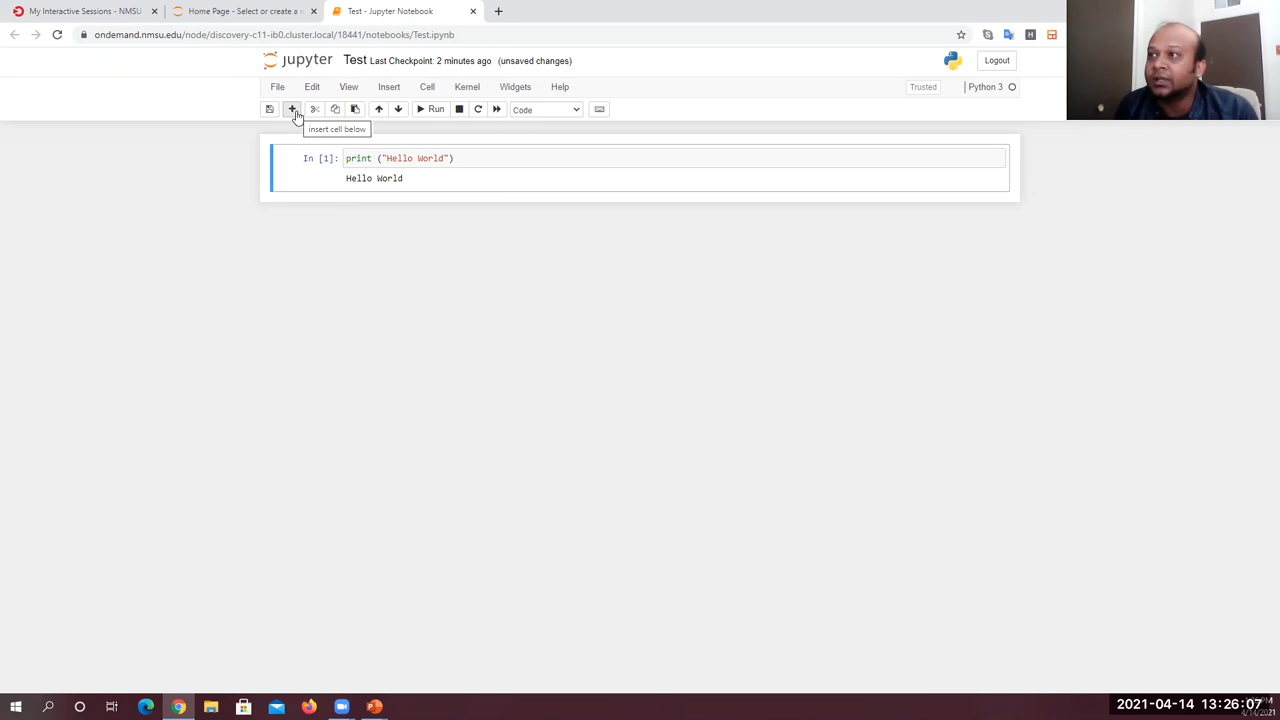 My Interactive Sessions - NMSU
Home Page - Select or create a n
Test - Jupyter Notebook
ondemand.nmsu.edu/node/discovery-c11-ib0.cluster.local/18441/notebooks/Test.ipynb
jupyter Test Last Checkpoint: 2 minutes ago (unsaved changes)
Logout
File Edit View Insert Cell Kernel Widgets Help
Trusted
Python 3
Run
Code
insert cell below
In [1]: print ("Hello World")
Hello World
2021-04-14 13:26:07